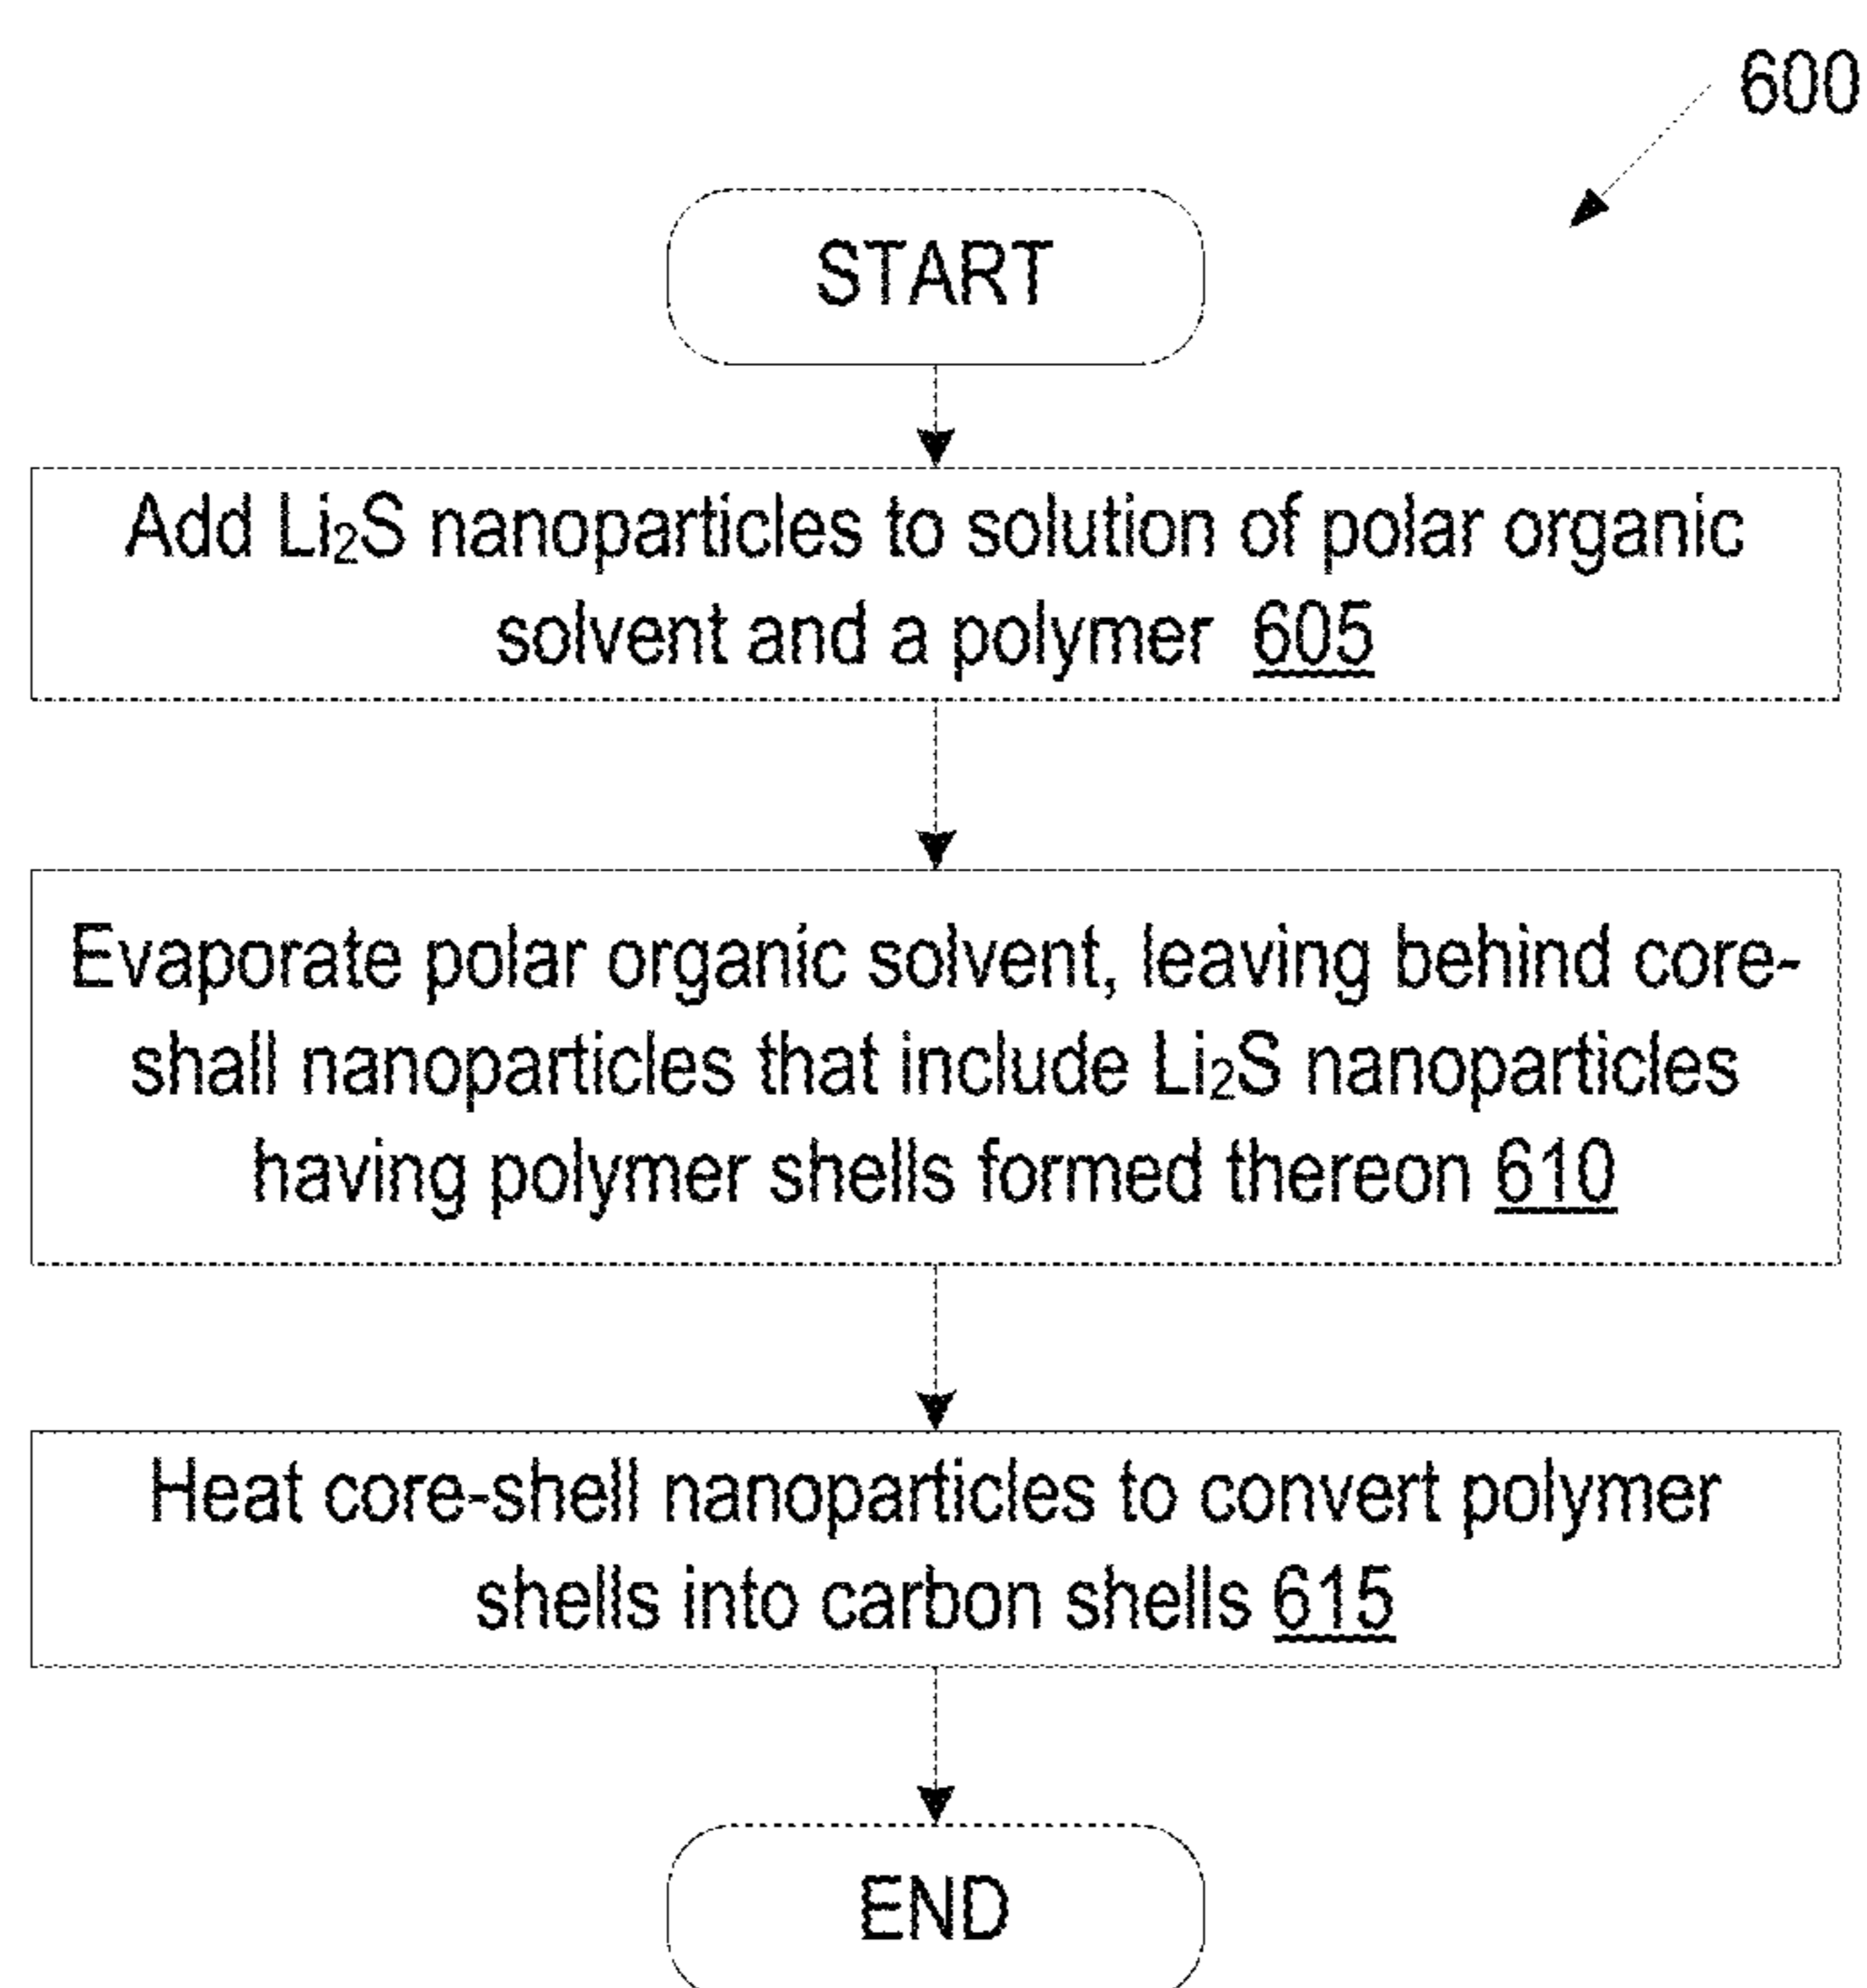 600
START
Add Li₂S nanoparticles to solution of polar organic
solvent and a polymer 605
Evaporate polar organic solvent, leaving behind core-
shall nanoparticles that include Li₂S nanoparticles
having polymer shells formed thereon 610
Heat core-shell nanoparticles to convert polymer
shells into carbon shells 615
END